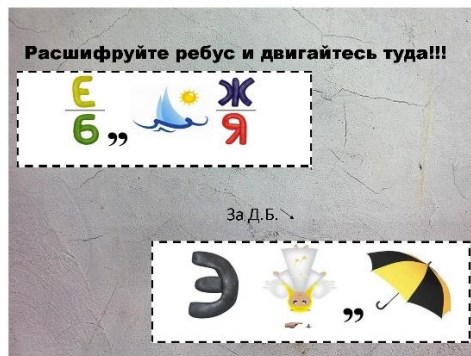 Расшифруйте ребус и двигайтесь туда!!!
Є Ж
б ,, Я
За Д.Б.
Э ,,